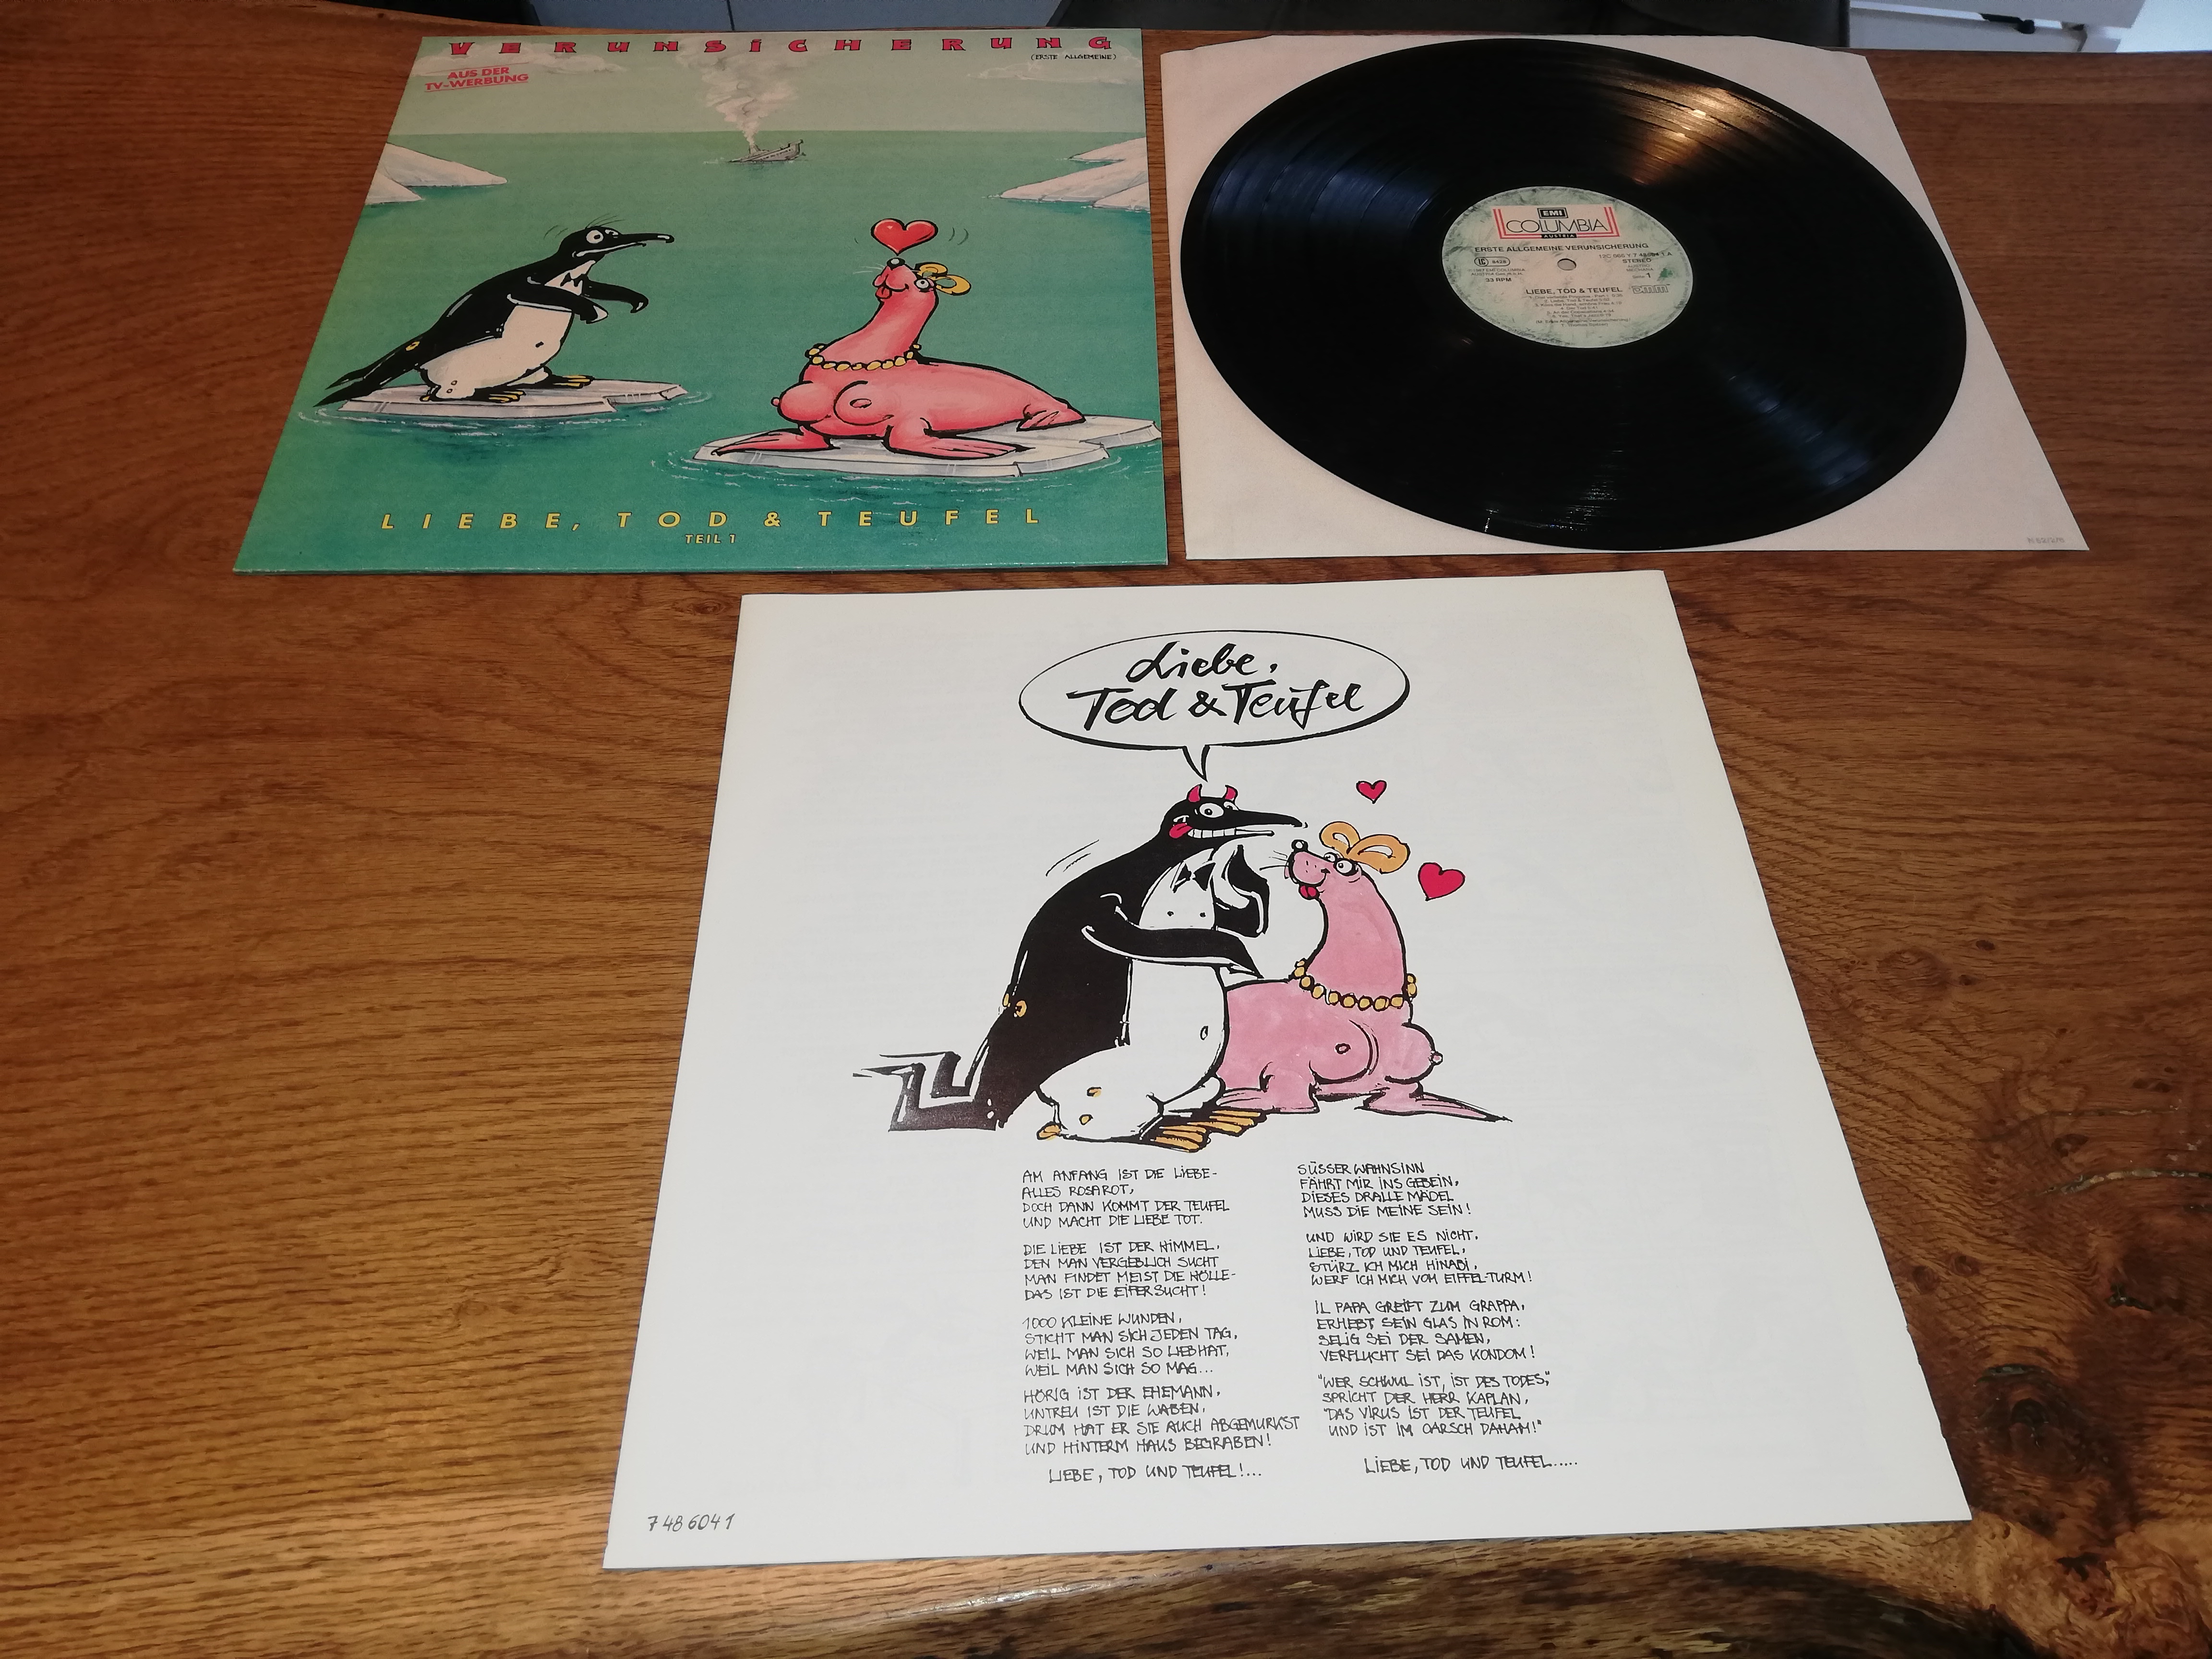 VERUNSiCHERUNG
(ERSTE ALLGEMEINE)
AUS DER
TV-WERBUNG
LIEBE, TOD & TEUFEL
TEIL 1
EMI
COLUMBIA
AUSTRIA
ERSTE ALLGEMEINE VERUNSICHERUNG
STEREO
33 RPM
LIEBE, TOD & TEUFEL
Liebe,
Tod & Teufel
AM ANFANG IST DIE LIEBE-
ALLES ROSAROT,
DOCH DANN KOMMT DER TEUFEL
UND MACHT DIE LIEBE TOT.
DIE LIEBE IST DER HIMMEL,
DEN MAN VERGEBLICH SUCHT
MAN FINDET MEIST DIE HÖLLE-
DAS IST DIE EIFERSUCHT!
1000 KLEINE WUNDEN,
STICHT MAN SICH JEDEN TAG,
WEIL MAN SICH SO LIEBHAT,
WEIL MAN SICH SO MAG...
HÖRIG IST DER EHEMANN,
UNTREU IST DIE WABEN,
DRUM HAT ER SIE AUCH ABGEMURKST
UND HINTERM HAUS BEGRABEN!
LIEBE, TOD UND TEUFEL!...
SÜSSER WAHNSINN
FÄHRT MIR INS GEBEIN,
DIESES DRALLE MÄDEL
MUSS DIE MEINE SEIN!
UND WIRD SIE ES NICHT,
LIEBE, TOD UND TEUFEL,
STÜRZ ICH MICH HINABI,
WERF ICH MICH VOM EIFFEL-TURM!
IL PAPA GREIFT ZUM GRAPPA,
ERHEBT SEIN GLAS IN ROM:
SELIG SEI DER SAMEN,
VERFLUCHT SEI DAS KONDOM!
"WER SCHWUL IST, IST DES TODES,"
SPRICHT DER HERR KAPLAN,
"DAS VIRUS IST DER TEUFEL
UND IST IM OARSCH DAHAM!"
LIEBE, TOD UND TEUFEL.....
7 48 604 1